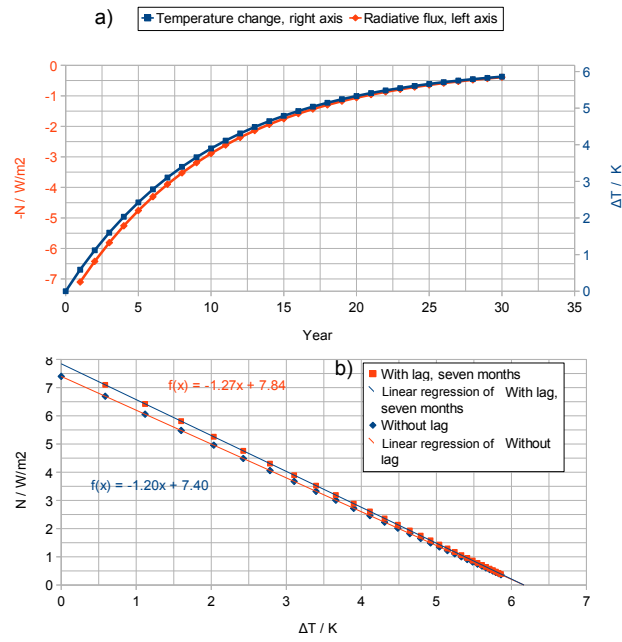 a)
Temperature change, right axis
Radiative flux, left axis
0
-1
-2
-3
-4
-5
-6
-7
-N / W/m2
6
5
4
3
2
1
0
ΔT / K
0 5 10 15 20 25 30 35
Year
b)
8
7
6
5
4
3
2
1
0
N / W/m2
f(x) = -1.27x + 7.84
f(x) = -1.20x + 7.40
With lag, seven months
Linear regression of With lag,
seven months
Without lag
Linear regression of Without
lag
0 1 2 3 4 5 6 7
ΔT / K